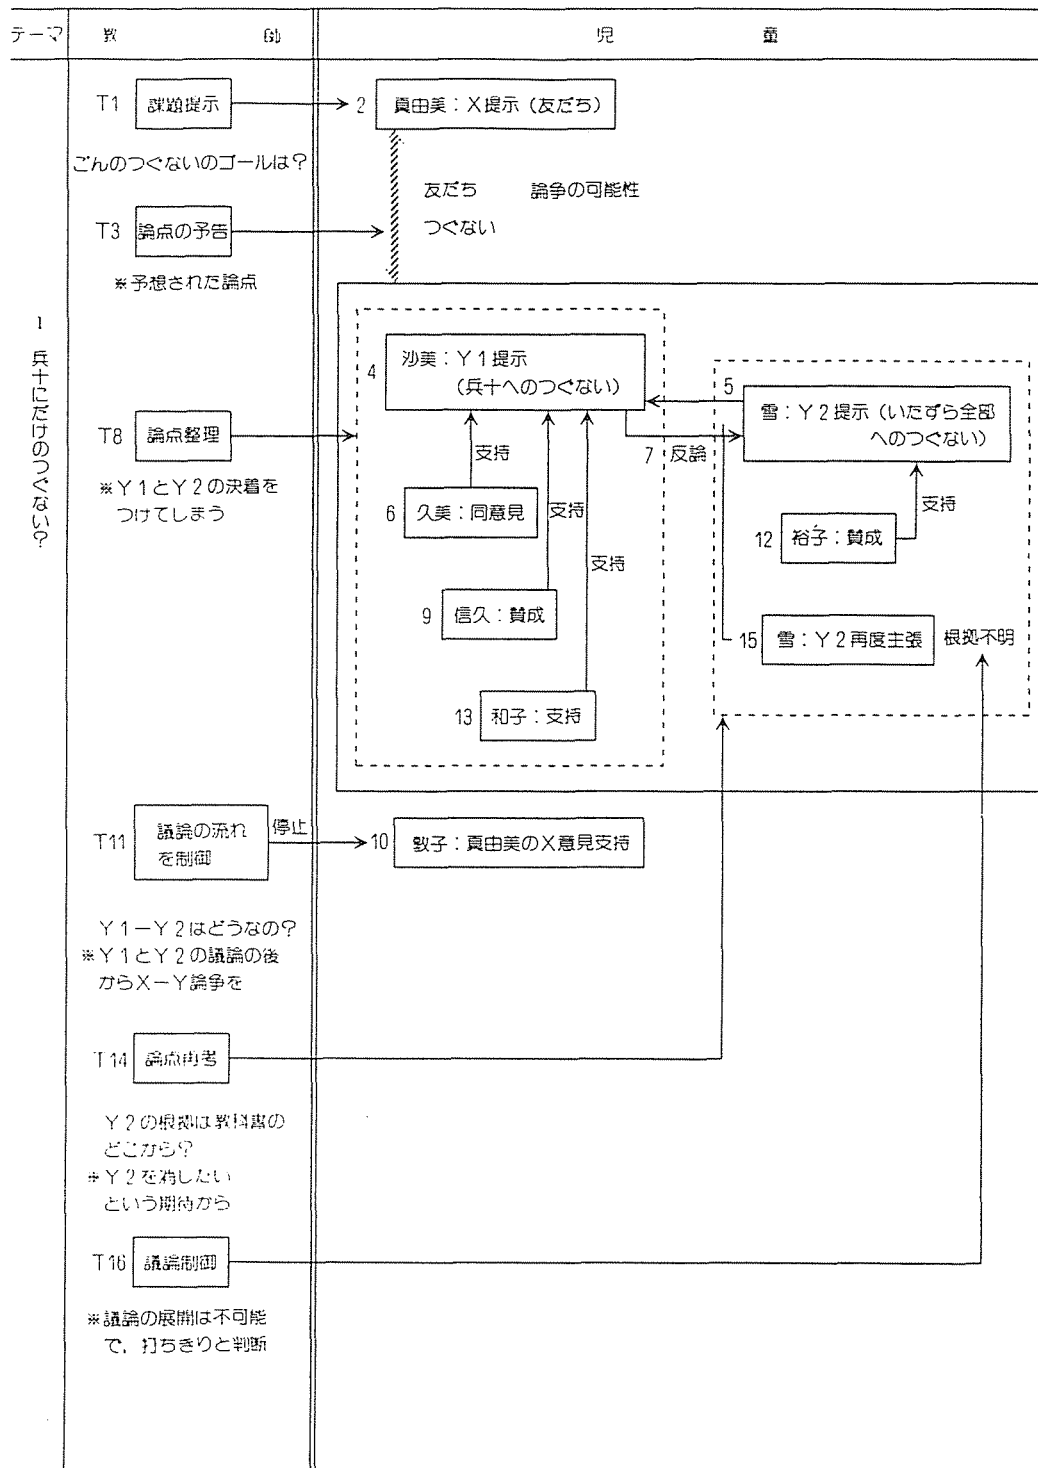 テーマ 教 師 児 童
T1 課題提示 2 真由美：X提示（友だち）
ごんのつぐないのゴールは？
友だち 論争の可能性
つぐない
T3 論点の予告
※予想された論点
1 兵十にだけのつぐない？
4 沙美：Y1提示
（兵十へのつぐない）
5 雪：Y2提示（いたずら全部
へのつぐない）
T8 論点整理
7 反論
支持
※Y1とY2の決着を
つけてしまう
6 久美：同意見
支持
支持
12 裕子：賛成
支持
9 信久：賛成
15 雪：Y2再度主張 根拠不明
13 和子：支持
T11 議論の流れ
を制御
停止
10 敦子：真由美のX意見支持
Y1－Y2はどうなの？
※Y1とY2の議論の後
からX－Y論争を
T14 論点再考
Y2の根拠は教科書の
どこから？
※Y2を消したい
という期待から
T16 議論制御
※議論の展開は不可能
で，打ちきりと判断